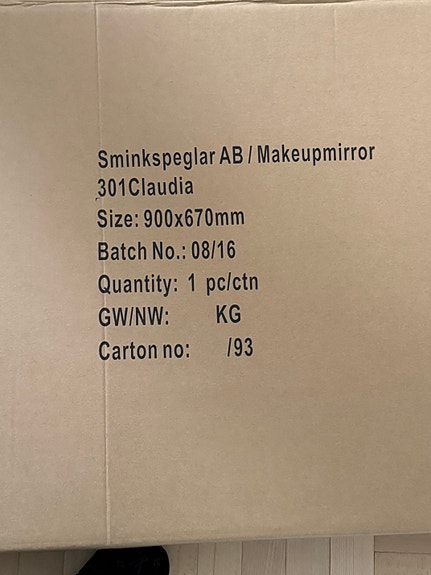 Sminkspeglar AB / Makeupmirror
301Claudia
Size: 900x670mm
Batch No.: 08/16
Quantity: 1 pc/ctn
GW/NW: KG
Carton no: /93